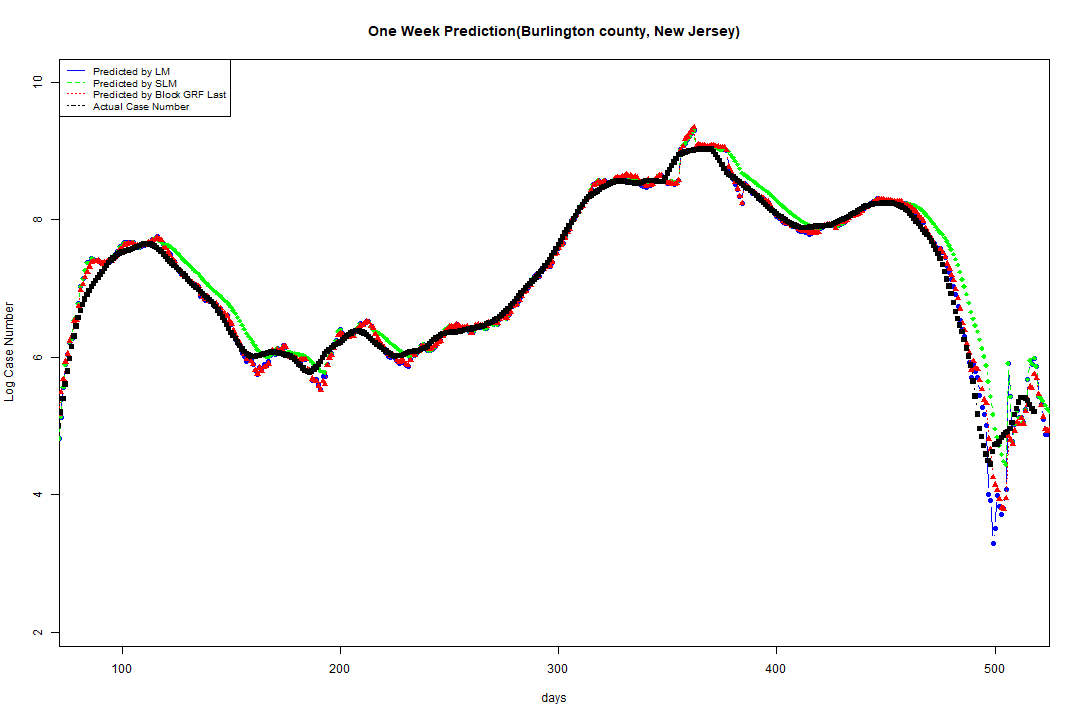 One Week Prediction(Burlington county, New Jersey)
Predicted by LM
Predicted by SLM
Predicted by Block GRF Last
Actual Case Number
Log Case Number
10
8
6
4
2
100
200
300
400
500
days